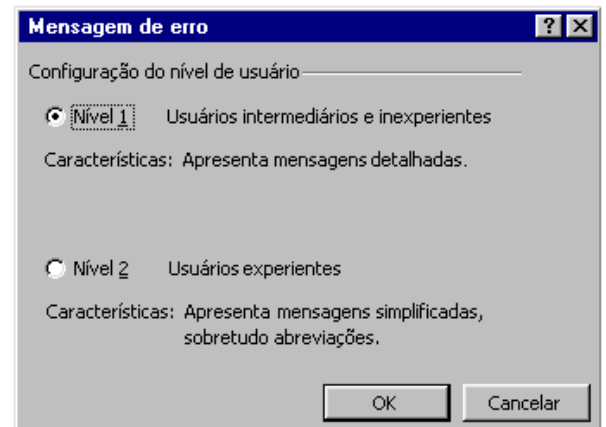 Mensagem de erro
Configuração do nível de usuário
Nível 1 Usuários intermediários e inexperientes
Características: Apresenta mensagens detalhadas.
Nível 2 Usuários experientes
Características: Apresenta mensagens simplificadas,
sobretudo abreviações.
OK Cancelar